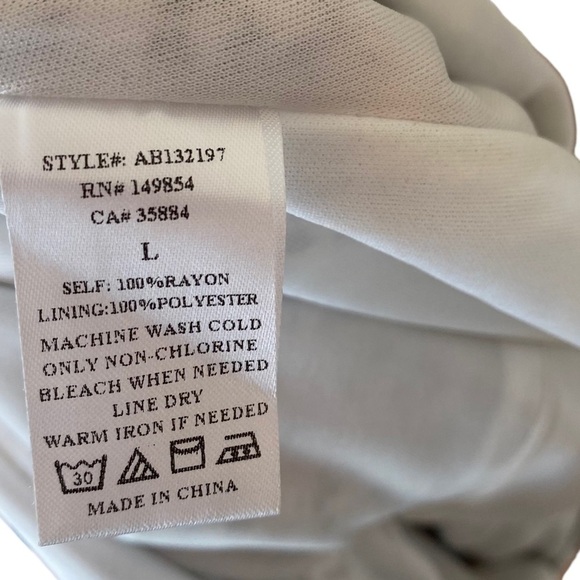 STYLE#: AB132197
RN# 149854
CA# 35884
L
SELF: 100%RAYON
LINING:100%POLYESTER
MACHINE WASH COLD
ONLY NON-CHLORINE
BLEACH WHEN NEEDED
LINE DRY
WARM IRON IF NEEDED
30
MADE IN CHINA